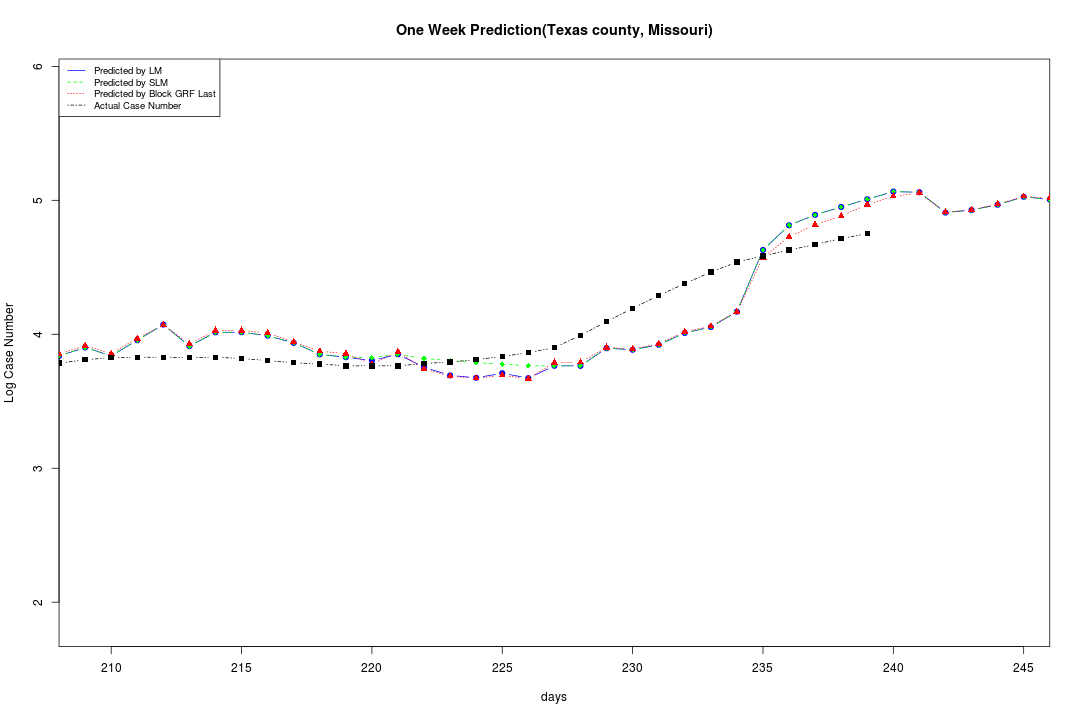 One Week Prediction(Texas county, Missouri)
Predicted by LM
Predicted by SLM
Predicted by Block GRF Last
Actual Case Number
Log Case Number
6
5
4
3
2
210 215 220 225 230 235 240 245
days